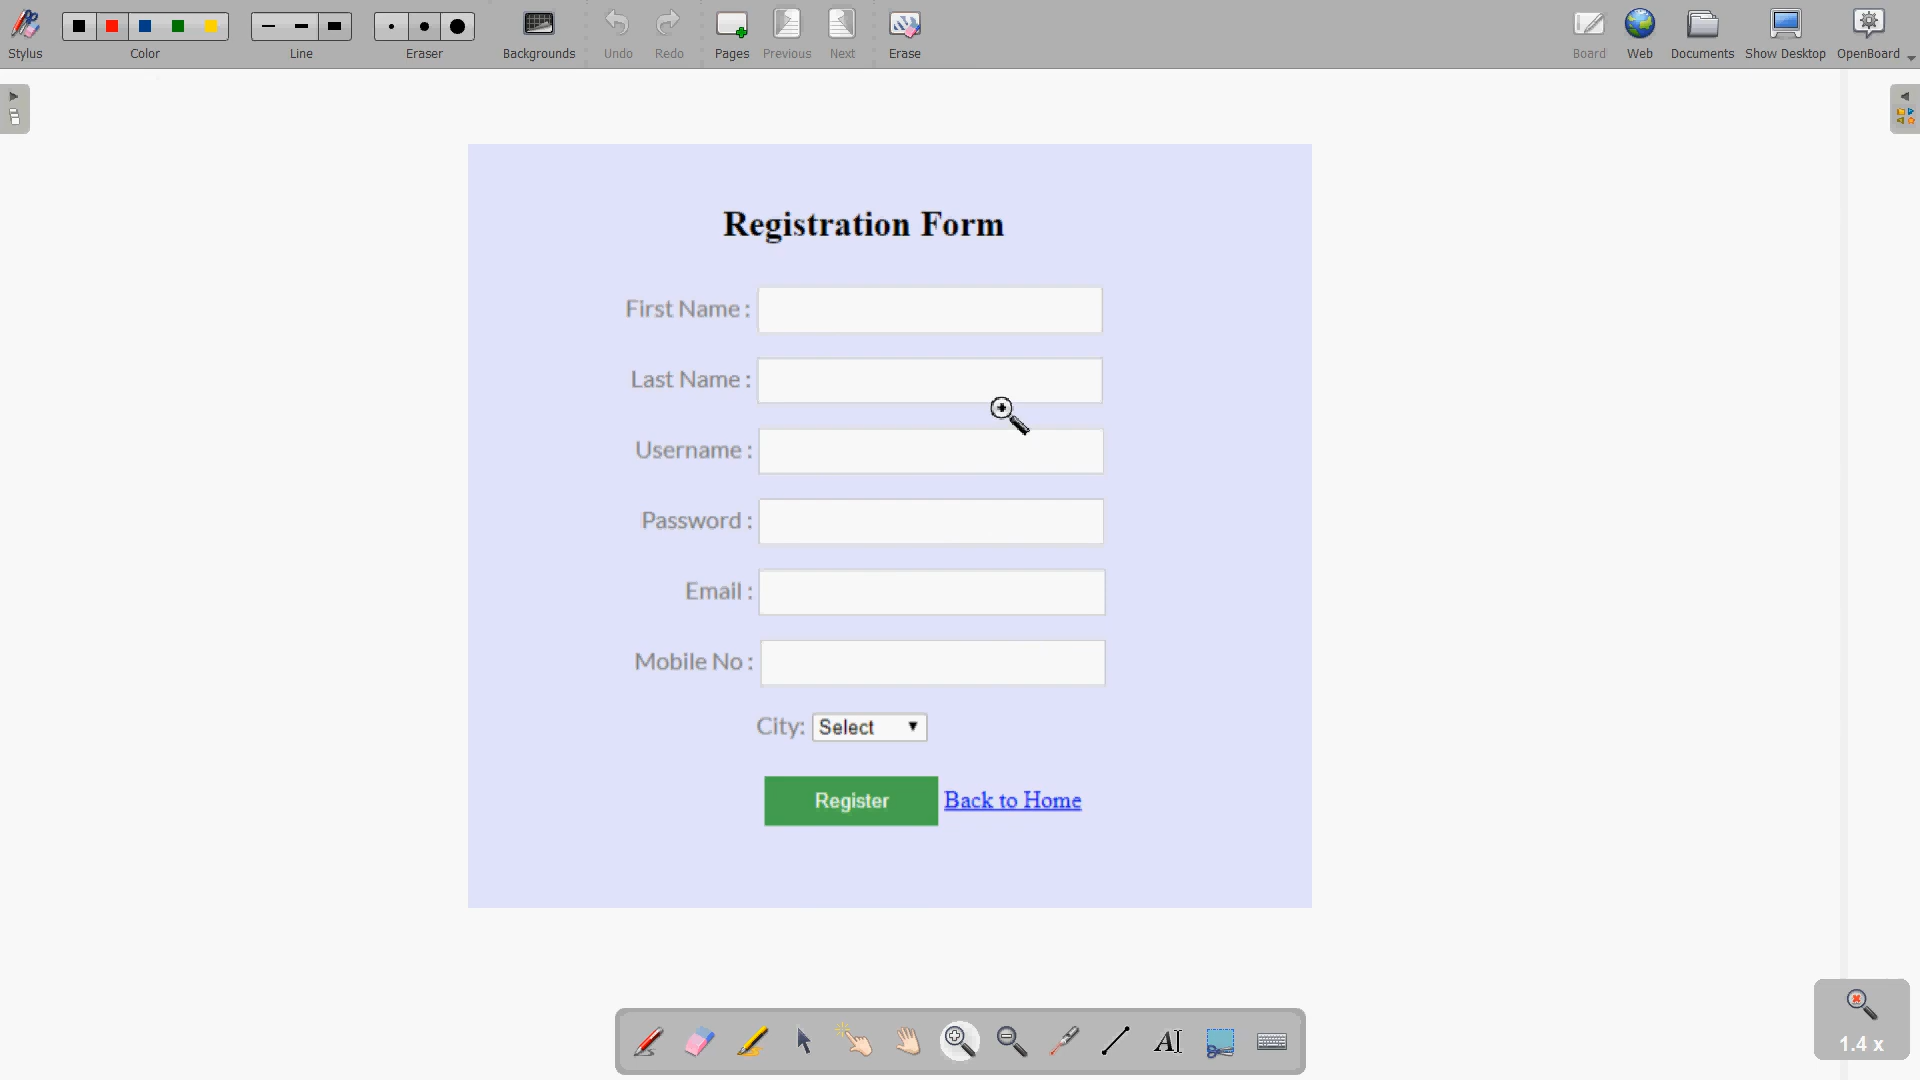 Stylus Color Line Eraser Backgrounds Undo Redo Pages Previous Next Erase Board Web Documents Show Desktop OpenBoard
Registration Form
First Name :
Last Name :
Username :
Password :
Email :
Mobile No :
City: Select
Register Back to Home
1.4 x